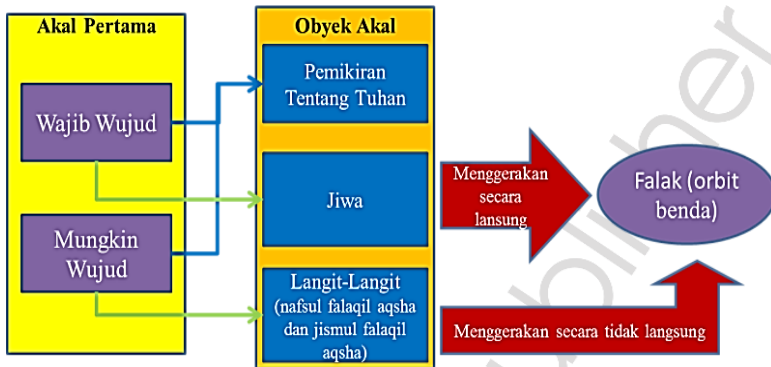 Akal Pertama
Wajib Wujud
Mungkin
Wujud
Obyek Akal
Pemikiran
Tentang Tuhan
Jiwa
Langit-Langit
(nafsul falaqil aqsha
dan jismul falaqil
aqsha)
Menggerakan
secara
lansung
Falak (orbit
benda)
Menggerakan secara tidak langsung